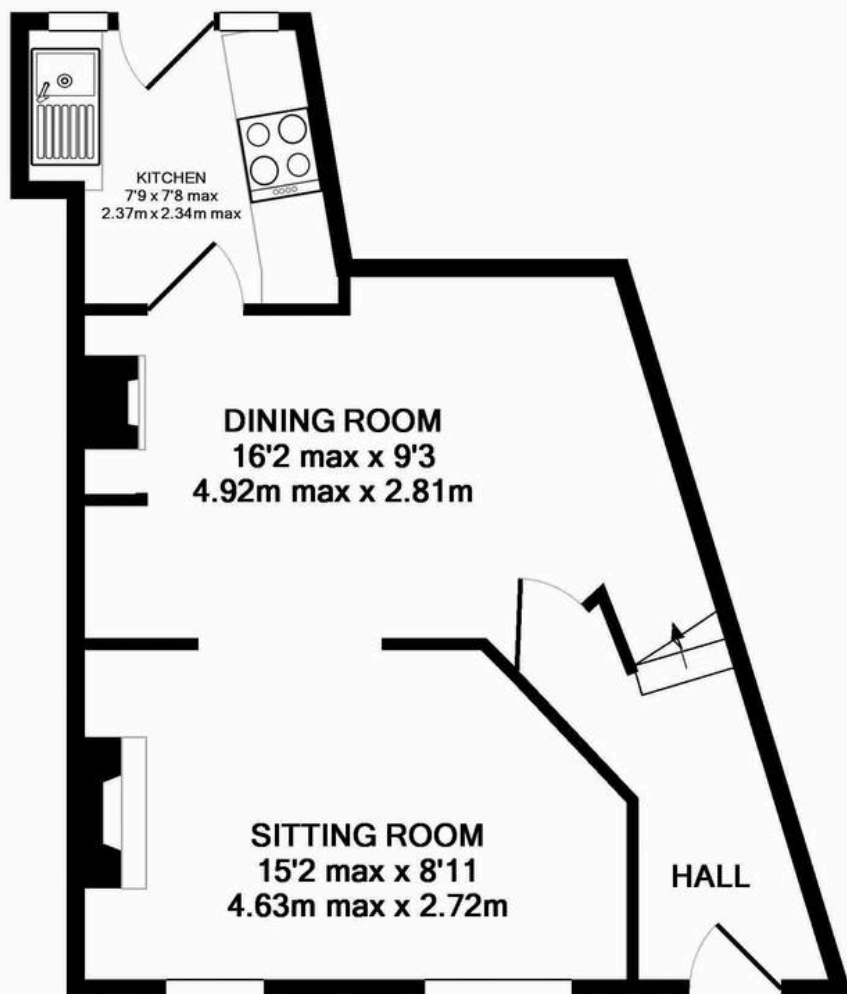 KITCHEN
7'9 x 7'8 max
2.37m x 2.34m max
DINING ROOM
16'2 max x 9'3
4.92m max x 2.81m
SITTING ROOM
15'2 max x 8'11
4.63m max x 2.72m
HALL